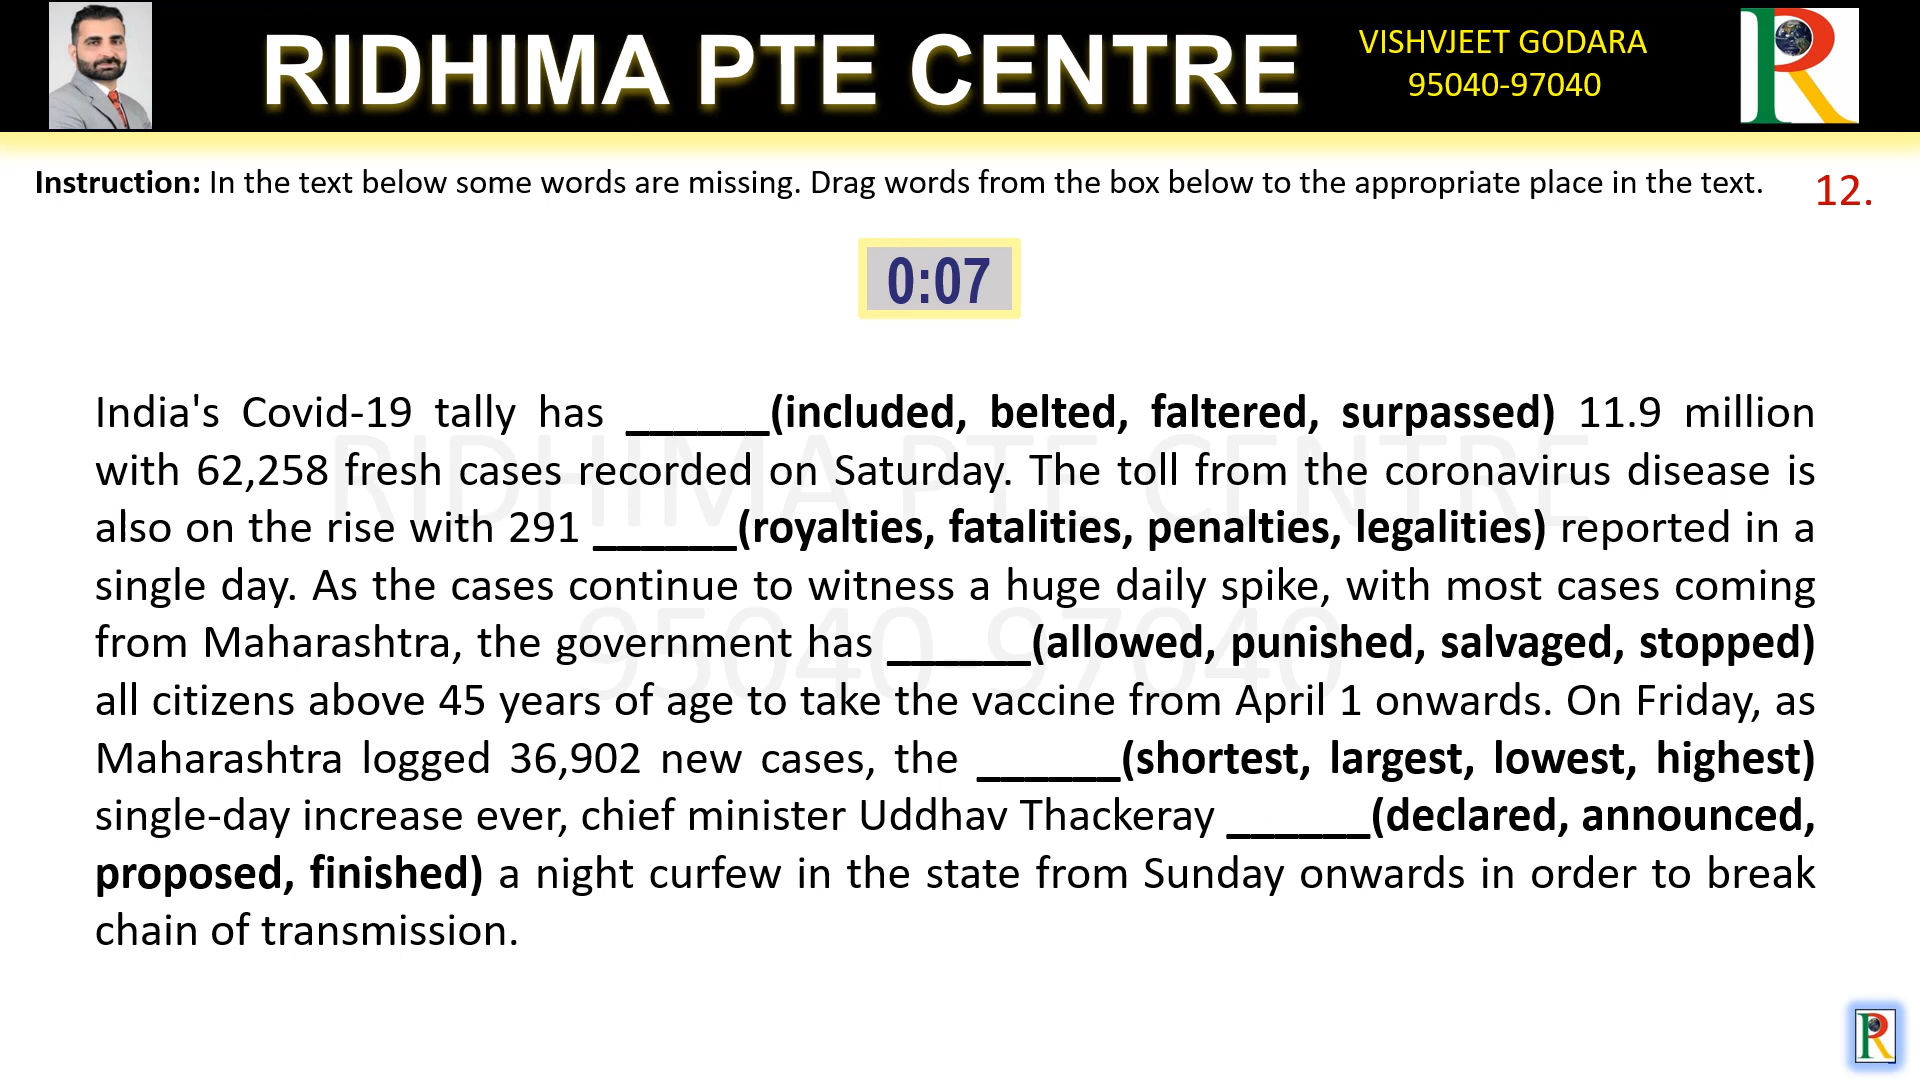 RIDHIMA PTE CENTRE
VISHVJEET GODARA
95040-97040
Instruction: In the text below some words are missing. Drag words from the box below to the appropriate place in the text.
12.
0:07
India's Covid-19 tally has ______(included, belted, faltered, surpassed) 11.9 million
with 62,258 fresh cases recorded on Saturday. The toll from the coronavirus disease is
also on the rise with 291 ______(royalties, fatalities, penalties, legalities) reported in a
single day. As the cases continue to witness a huge daily spike, with most cases coming
from Maharashtra, the government has ______(allowed, punished, salvaged, stopped)
all citizens above 45 years of age to take the vaccine from April 1 onwards. On Friday, as
Maharashtra logged 36,902 new cases, the ______(shortest, largest, lowest, highest)
single-day increase ever, chief minister Uddhav Thackeray ______(declared, announced,
proposed, finished) a night curfew in the state from Sunday onwards in order to break
chain of transmission.
RIDHIMA PTE CENTRE
95040-97040